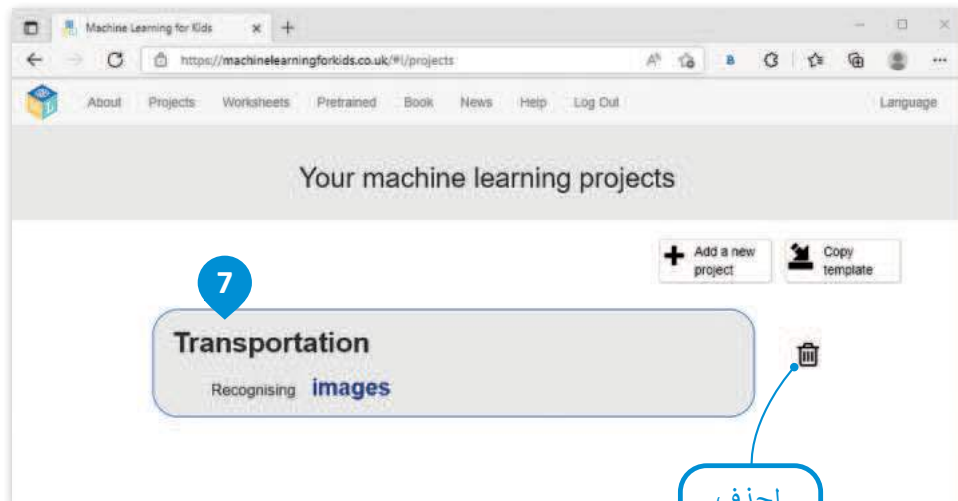 Machine Learning for Kids
https://machinelearningforkids.co.uk/#!/projects
About Projects Worksheets Pretrained Book News Help Log Out Language
Your machine learning projects
Add a new project
Copy template
7
Transportation
Recognising images
احذف